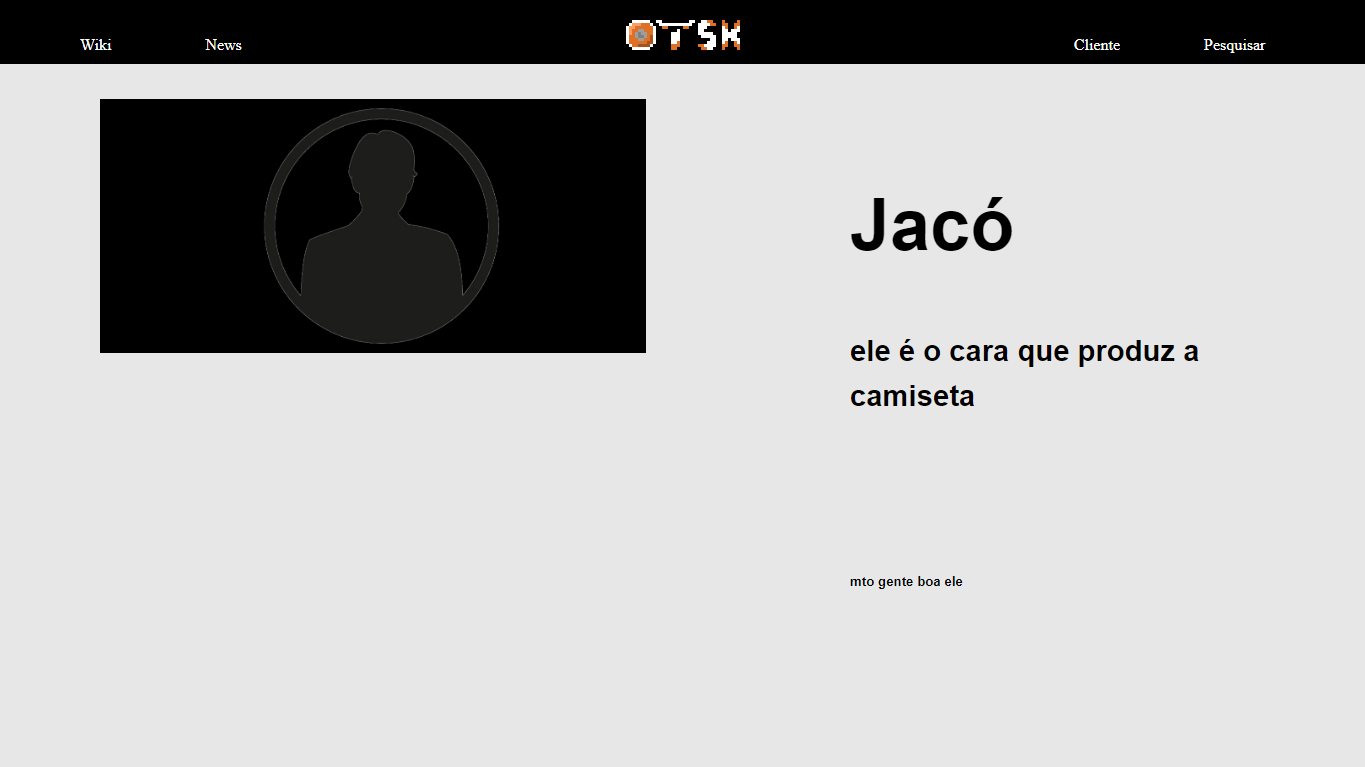 Wiki
News
OTSK
Cliente
Pesquisar
Jacó
ele é o cara que produz a
camiseta
mto gente boa ele